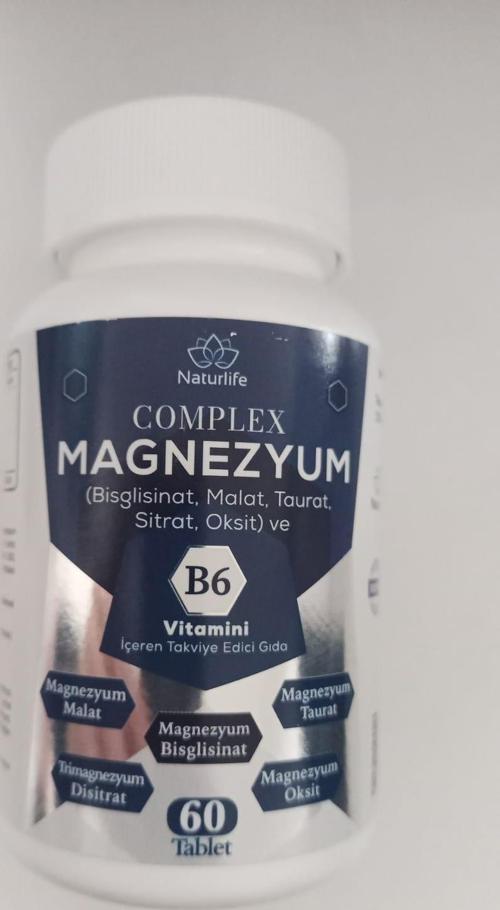 Naturlife
COMPLEX
MAGNEZYUM
(Bisglisinat, Malat, Taurat,
Sitrat, Oksit) ve
B6
Vitamini
İçeren Takviye Edici Gıda
Magnezyum
Malat
Magnezyum
Taurat
Magnezyum
Bisglisinat
Trimagnezyum
Disitrat
Magnezyum
Oksit
60
Tablet